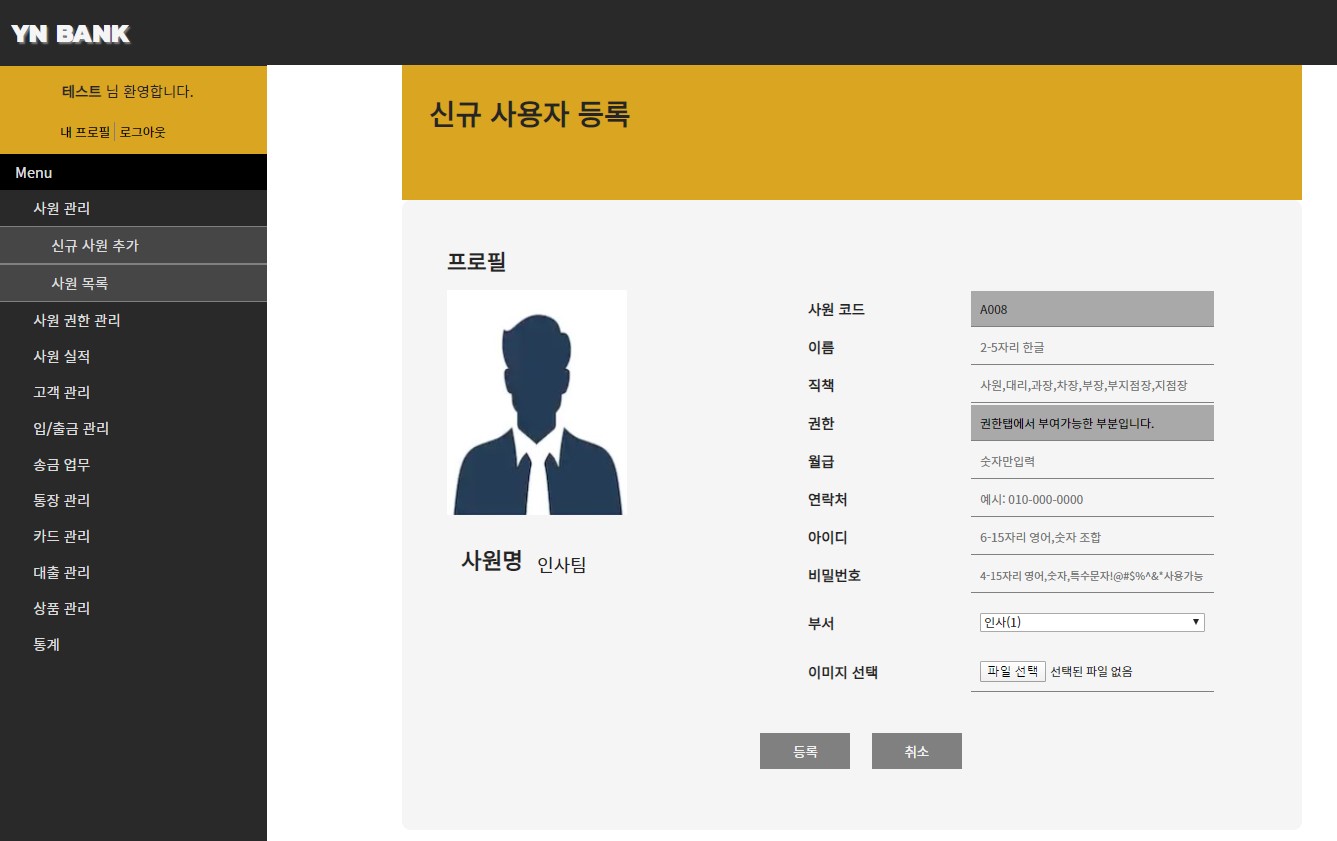 YN BANK
테스트 님 환영합니다.
내 프로필 로그아웃
Menu
사원 관리
신규 사원 추가
사원 목록
사원 권한 관리
사원 실적
고객 관리
입/출금 관리
송금 업무
통장 관리
카드 관리
대출 관리
상품 관리
통계
신규 사용자 등록
프로필
사원명 인사팀
사원 코드 A008
이름 2-5자리 한글
직책 사원,대리,과장,차장,부장,부지점장,지점장
권한 권한탭에서 부여가능한 부분입니다.
월급 숫자만입력
연락처 예시: 010-000-0000
아이디 6-15자리 영어,숫자 조합
비밀번호 4-15자리 영어,숫자,특수문자!@#$%^&*사용가능
부서 인사(1)
이미지 선택 파일 선택 선택된 파일 없음
등록 취소